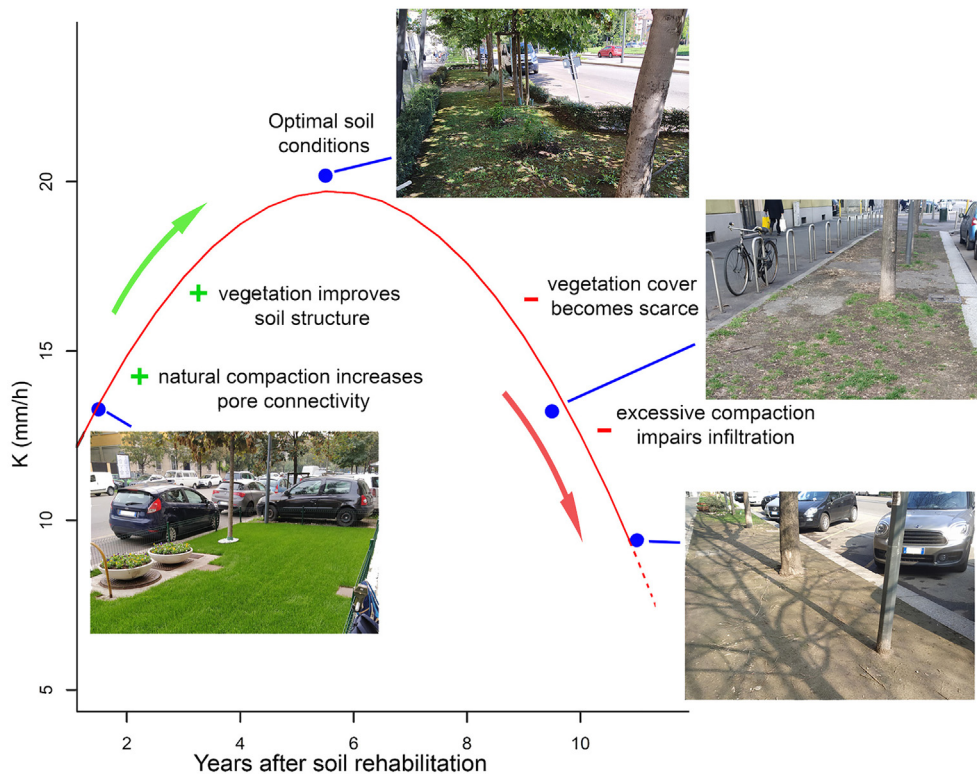 Optimal soil
conditions
20
+ vegetation improves
soil structure
- vegetation cover
becomes scarce
15
+ natural compaction increases
pore connectivity
- excessive compaction
impairs infiltration
K (mm/h)
10
5
2 4 6 8 10
Years after soil rehabilitation